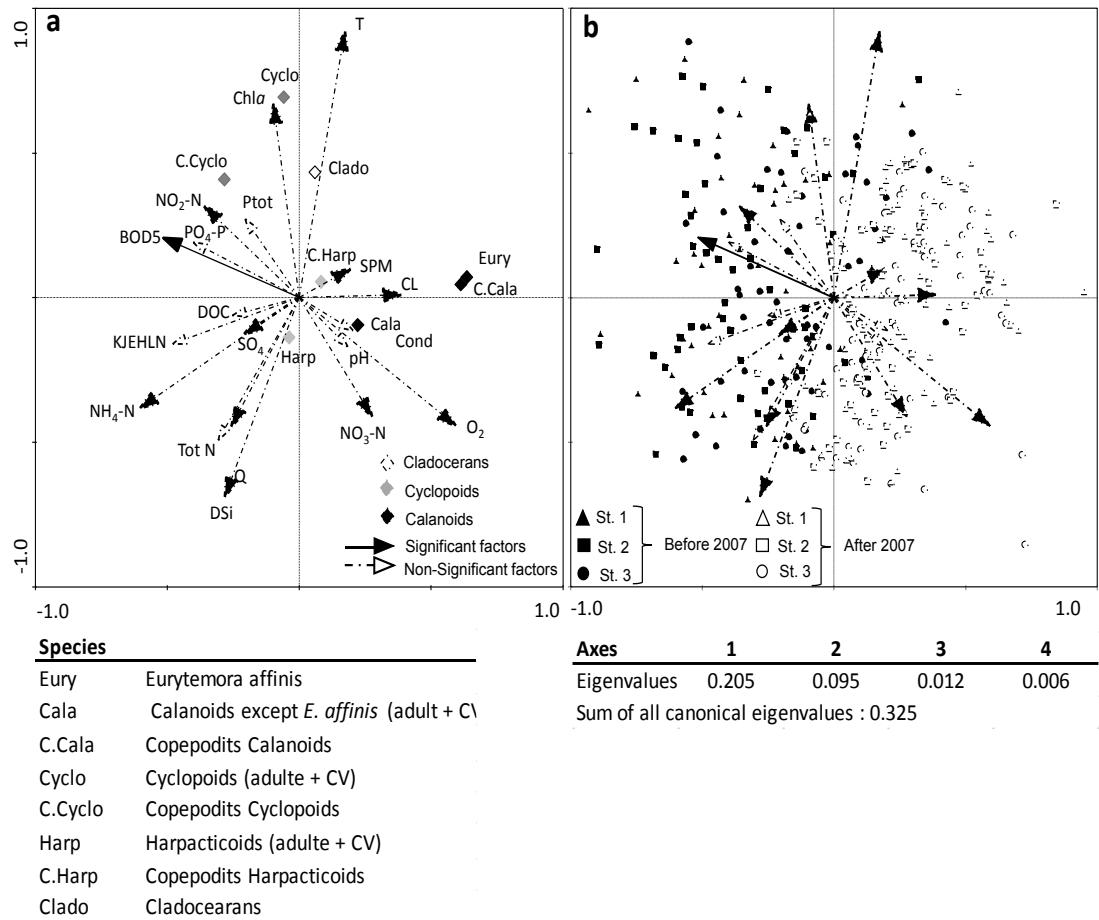 a
1.0
T
Cyclo
Chla
Clado
C.Cyclo
NO2-N
Ptot
BOD5
PO4-P
C.Harp
SPM
Eury
CL
C.Cala
DOC
Cala
KJEHLN
SO4
Cond
Harp
pH
NH4-N
Tot N
NO3-N
O2
Q
DSi
Cladocerans
Cyclopoids
Calanoids
Significant factors
Non-Significant factors
-1.0
-1.0
1.0
b
St. 1
St. 2
St. 3
Before 2007
St. 1
St. 2
St. 3
After 2007
-1.0
1.0
Species
Eury Eurytemora affinis
Cala Calanoids except E. affinis (adult + CV
C.Cala Copepodits Calanoids
Cyclo Cyclopoids (adulte + CV)
C.Cyclo Copepodits Cyclopoids
Harp Harpacticoids (adulte + CV)
C.Harp Copepodits Harpacticoids
Clado Cladocearans
Axes 1 2 3 4
Eigenvalues 0.205 0.095 0.012 0.006
Sum of all canonical eigenvalues : 0.325